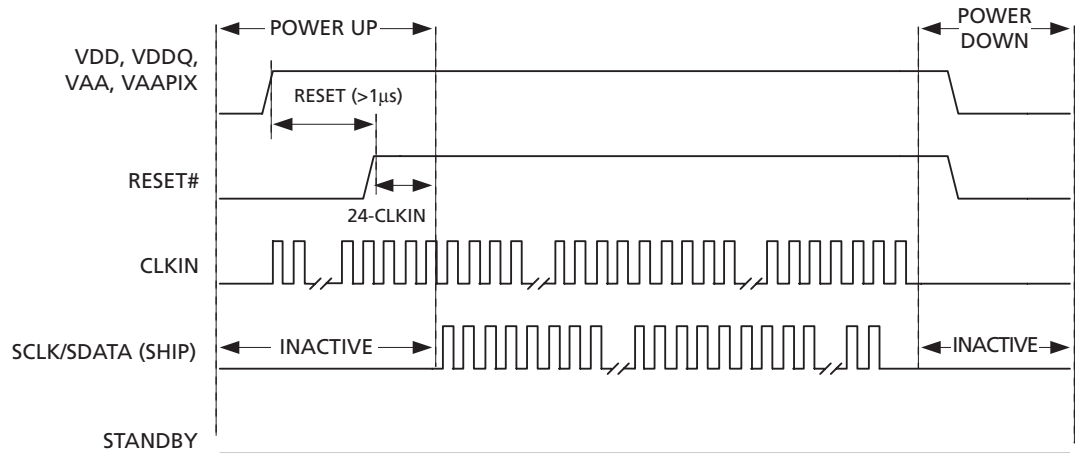 POWER UP
POWER
DOWN
VDD, VDDQ,
VAA, VAAPIX
RESET (>1μs)
RESET#
24-CLKIN
CLKIN
SCLK/SDATA (SHIP)
INACTIVE
INACTIVE
STANDBY